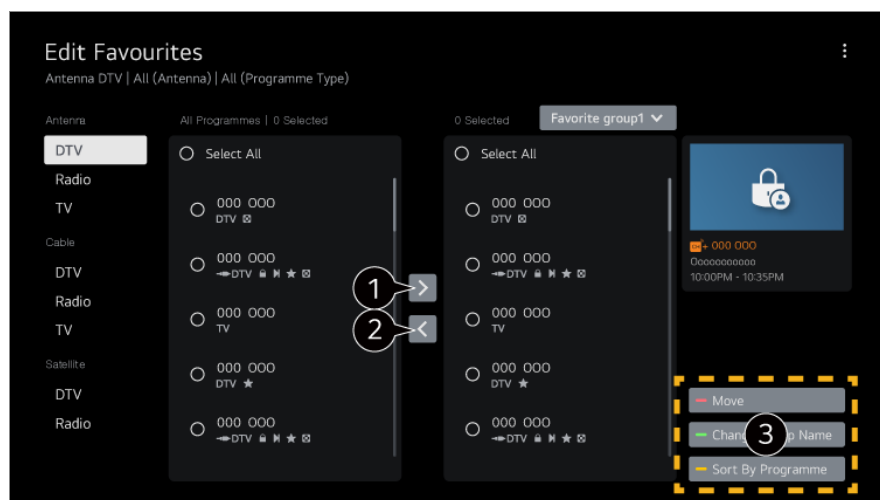 Edit Favourites
Antenna DTV | All (Antenna) | All (Programme Type)
Antenna
DTV
Radio
TV
Cable
DTV
Radio
TV
Satellite
DTV
Radio
All Programmes | 0 Selected
Select All
000 000
DTV
000 000
DTV
000 000
TV
000 000
DTV
000 000
DTV
1
2
0 Selected
Favorite group1
Select All
000 000
DTV
000 000
DTV
000 000
TV
000 000
DTV
000 000
DTV
+ 000 000
Oooooooooo
10:00PM - 10:35PM
Move
3
Name
Sort By Programme